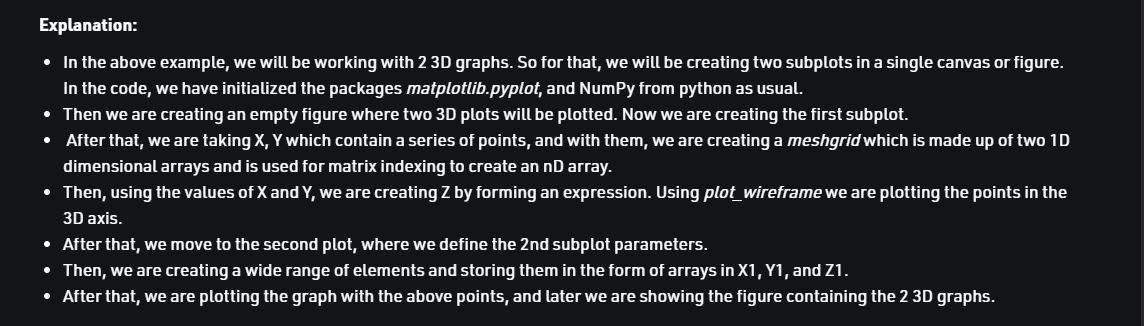 Explanation:
• In the above example, we will be working with 2 3D graphs. So for that, we will be creating two subplots in a single canvas or figure.
In the code, we have initialized the packages matplotlib.pyplot, and NumPy from python as usual.
• Then we are creating an empty figure where two 3D plots will be plotted. Now we are creating the first subplot.
• After that, we are taking X, Y which contain a series of points, and with them, we are creating a meshgrid which is made up of two 1D
dimensional arrays and is used for matrix indexing to create an nD array.
• Then, using the values of X and Y, we are creating Z by forming an expression. Using plot_wireframe we are plotting the points in the
3D axis.
• After that, we move to the second plot, where we define the 2nd subplot parameters.
• Then, we are creating a wide range of elements and storing them in the form of arrays in X1, Y1, and Z1.
• After that, we are plotting the graph with the above points, and later we are showing the figure containing the 2 3D graphs.